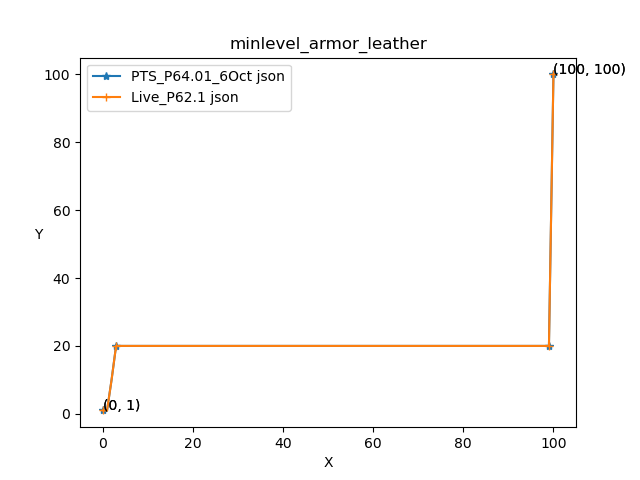 minlevel_armor_leather
PTS_P64.01_6Oct json
Live_P62.1 json
(100, 100)
(0, 1)
100
80
60
40
20
0
Y
0 20 40 60 80 100
X